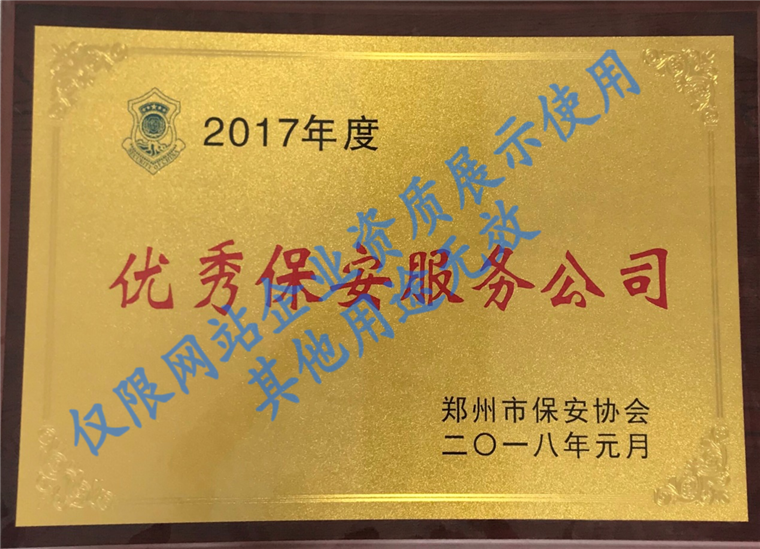 2017年度
优秀保安服务公司
仅限网站企业资质展示使用
其他用途无效
郑州市保安协会
二〇一八年元月